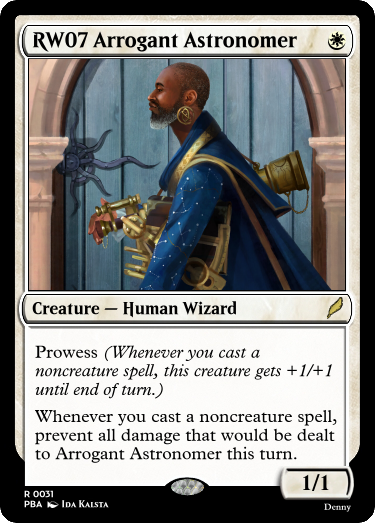 RW07 Arrogant Astronomer
Creature — Human Wizard
Prowess (Whenever you cast a
noncreature spell, this creature gets +1/+1
until end of turn.)
Whenever you cast a noncreature spell,
prevent all damage that would be dealt
to Arrogant Astronomer this turn.
1/1
R 0031
PBA Ida Kalsta
Denny